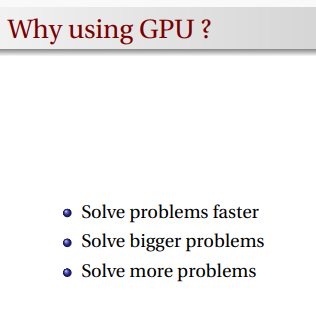 Why using GPU ?
Solve problems faster
Solve bigger problems
Solve more problems